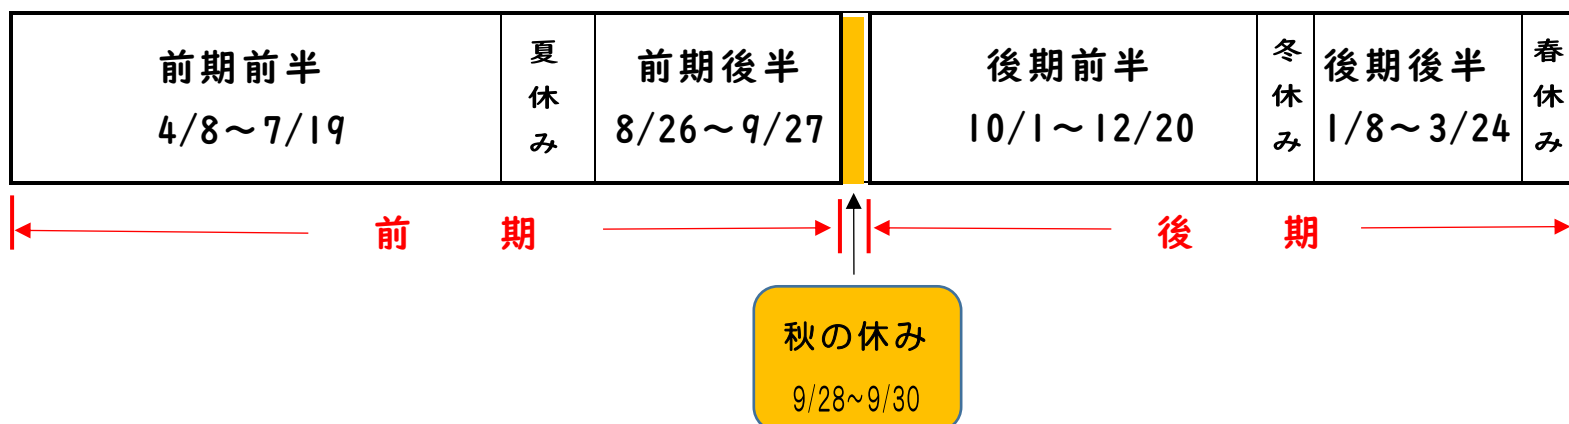 前期前半
4/8～7/19
夏休み
前期後半
8/26～9/27
後期前半
10/1～12/20
冬休み
後期後半
1/8～3/24
春休み
前期
後期
秋の休み
9/28~9/30